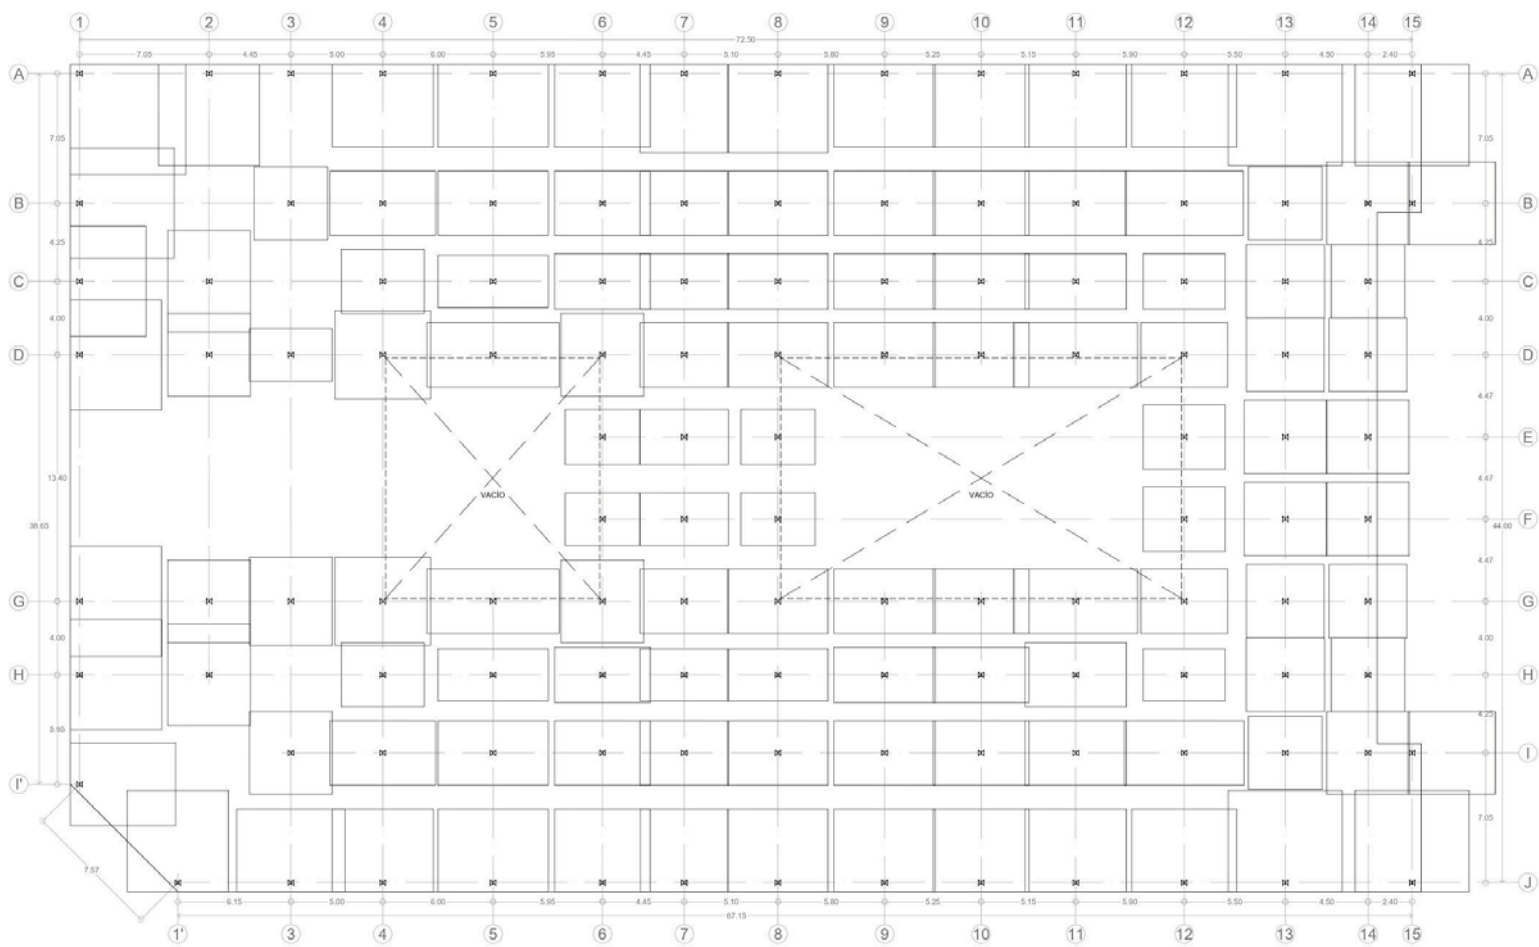 1 2 3 4 5 6 7 8 9 10 11 12 13 14 15
72.50
7.05 4.45 5.00 6.00 5.95 4.45 5.10 5.80 5.25 5.15 5.90 5.50 4.50 2.40
A A
7.05 7.05
B B
4.25 4.25
C C
4.00 4.00
D D
4.47
E
13.40 4.47
VACÍO VACÍO
38.65 F 44.00
4.47
G G
4.00 4.00
H H
5.95 4.25
I
I'
7.05
7.57
J
6.15 5.00 6.00 5.95 4.45 5.10 5.80 5.25 5.15 5.90 5.50 4.50 2.40
67.15
1' 3 4 5 6 7 8 9 10 11 12 13 14 15